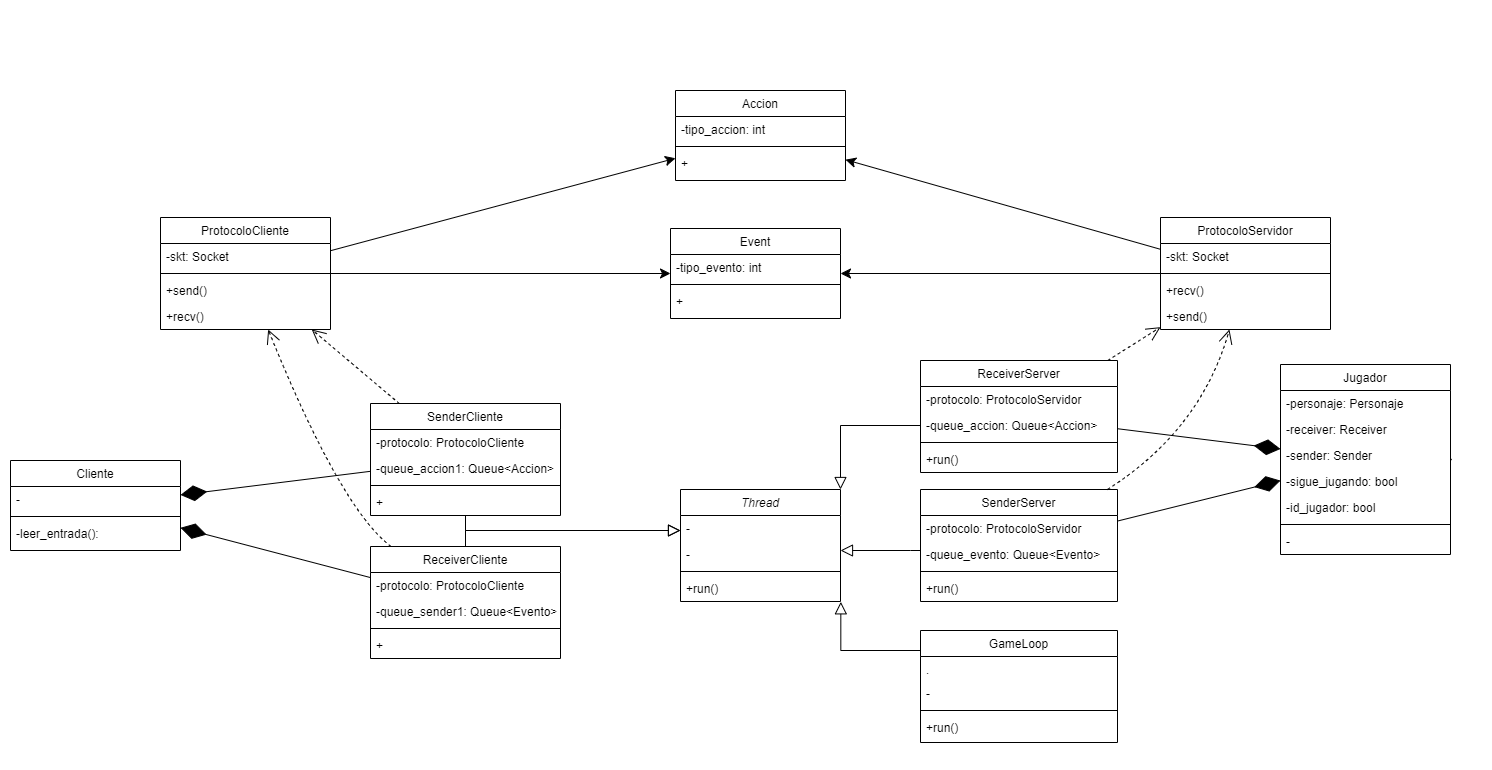 Accion
-tipo_accion: int
+
ProtocoloCliente
-skt: Socket
+send()
+recv()
Event
-tipo_evento: int
+
ProtocoloServidor
-skt: Socket
+recv()
+send()
Cliente
-
-leer_entrada():
SenderCliente
-protocolo: ProtocoloCliente
-queue_accion1: Queue<Accion>
+
ReceiverCliente
-protocolo: ProtocoloCliente
-queue_sender1: Queue<Evento>
+
Thread
-
-
+run()
ReceiverServer
-protocolo: ProtocoloServidor
-queue_accion: Queue<Accion>
+run()
SenderServer
-protocolo: ProtocoloServidor
-queue_evento: Queue<Evento>
+run()
GameLoop
.
-
+run()
Jugador
-personaje: Personaje
-receiver: Receiver
-sender: Sender
-sigue_jugando: bool
-id_jugador: bool
-